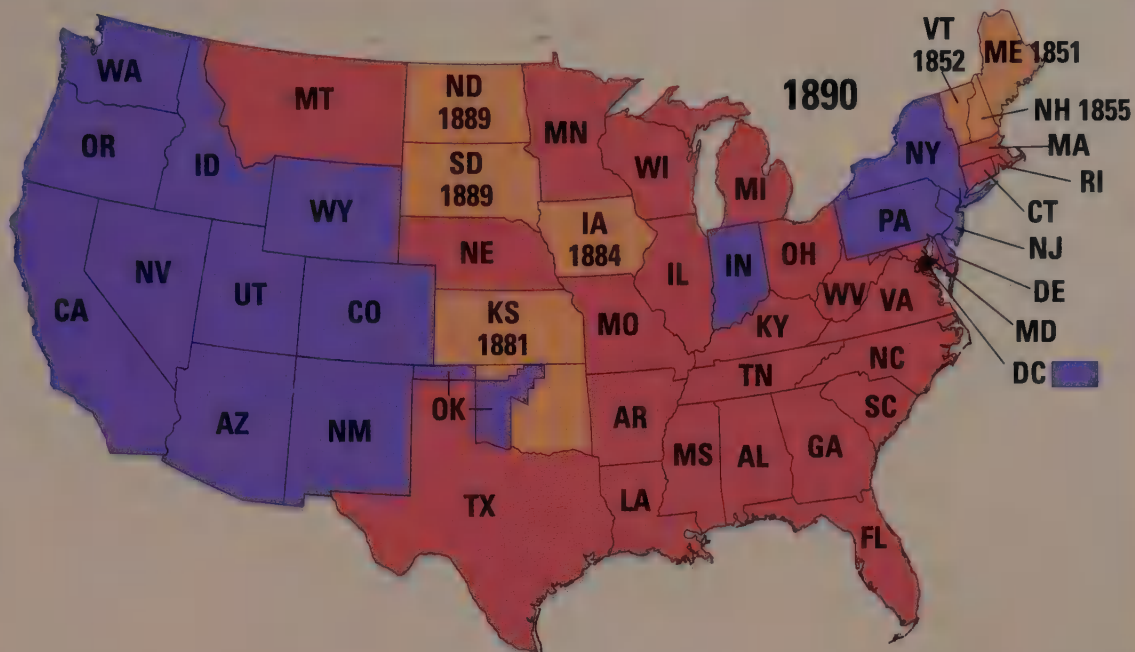 1890
WA
OR
ID
MT
WY
CA
NV
UT
CO
AZ
NM
ND
1889
SD
1889
NE
KS
1881
OK
TX
MN
IA
1884
MO
AR
LA
WI
IL
MI
IN
OH
KY
TN
MS
AL
GA
FL
SC
NC
VA
WV
PA
NY
VT
1852
ME 1851
NH 1855
MA
RI
CT
NJ
DE
MD
DC